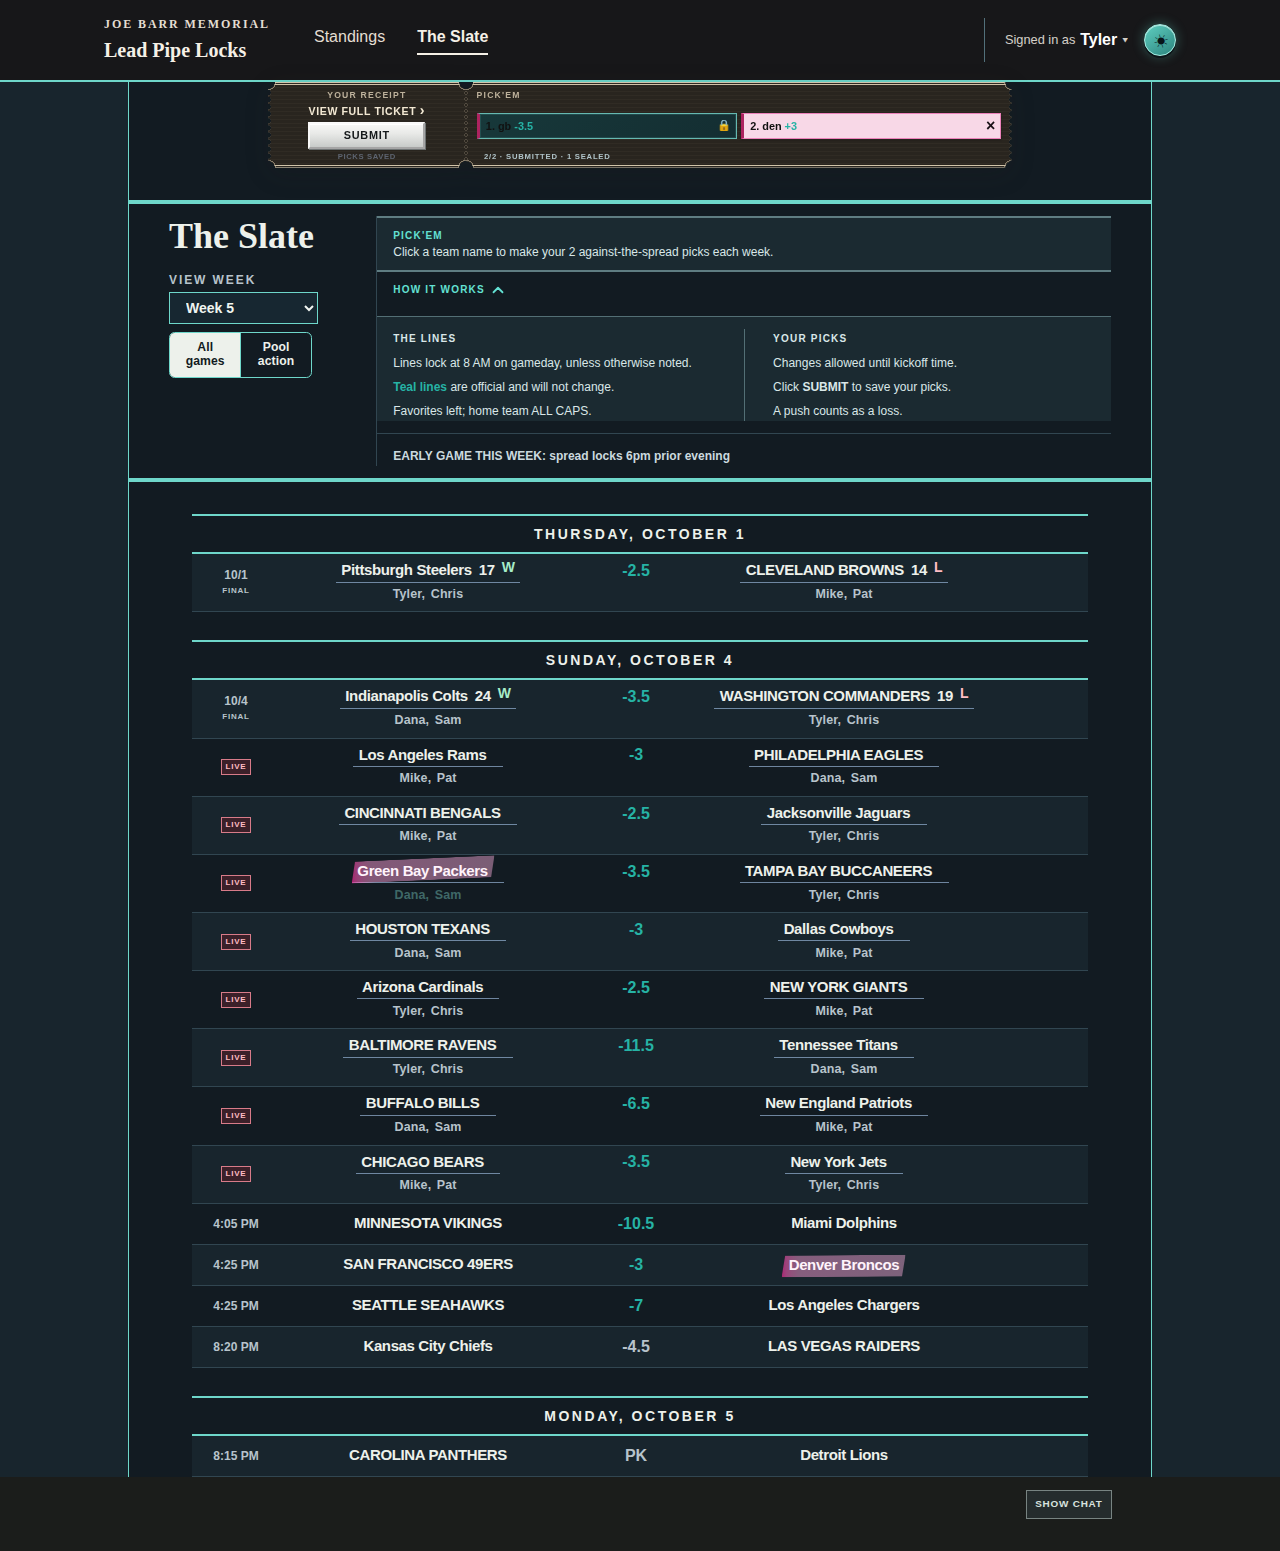 JOE BARR MEMORIAL
Lead Pipe Locks
Standings
The Slate
Signed in as Tyler ▾
YOUR RECEIPT
VIEW FULL TICKET ›
SUBMIT
PICKS SAVED
PICK'EM
1. gb -3.5
2. den +3 ×
2/2 · SUBMITTED · 1 SEALED
The Slate
VIEW WEEK
Week 5
All games
Pool action
PICK'EM
Click a team name to make your 2 against-the-spread picks each week.
HOW IT WORKS
THE LINES
Lines lock at 8 AM on gameday, unless otherwise noted.
Teal lines are official and will not change.
Favorites left; home team ALL CAPS.
YOUR PICKS
Changes allowed until kickoff time.
Click SUBMIT to save your picks.
A push counts as a loss.
EARLY GAME THIS WEEK: spread locks 6pm prior evening
THURSDAY, OCTOBER 1
10/1 FINAL Pittsburgh Steelers 17 W -2.5 CLEVELAND BROWNS 14 L
Tyler, Chris Mike, Pat
SUNDAY, OCTOBER 4
10/4 FINAL Indianapolis Colts 24 W -3.5 WASHINGTON COMMANDERS 19 L
Dana, Sam Tyler, Chris
LIVE Los Angeles Rams -3 PHILADELPHIA EAGLES
Mike, Pat Dana, Sam
LIVE CINCINNATI BENGALS -2.5 Jacksonville Jaguars
Mike, Pat Tyler, Chris
LIVE Green Bay Packers -3.5 TAMPA BAY BUCCANEERS
Dana, Sam Tyler, Chris
LIVE HOUSTON TEXANS -3 Dallas Cowboys
Dana, Sam Mike, Pat
LIVE Arizona Cardinals -2.5 NEW YORK GIANTS
Tyler, Chris Mike, Pat
LIVE BALTIMORE RAVENS -11.5 Tennessee Titans
Tyler, Chris Dana, Sam
LIVE BUFFALO BILLS -6.5 New England Patriots
Dana, Sam Mike, Pat
LIVE CHICAGO BEARS -3.5 New York Jets
Mike, Pat Tyler, Chris
4:05 PM MINNESOTA VIKINGS -10.5 Miami Dolphins
4:25 PM SAN FRANCISCO 49ERS -3 Denver Broncos
4:25 PM SEATTLE SEAHAWKS -7 Los Angeles Chargers
8:20 PM Kansas City Chiefs -4.5 LAS VEGAS RAIDERS
MONDAY, OCTOBER 5
8:15 PM CAROLINA PANTHERS PK Detroit Lions
SHOW CHAT